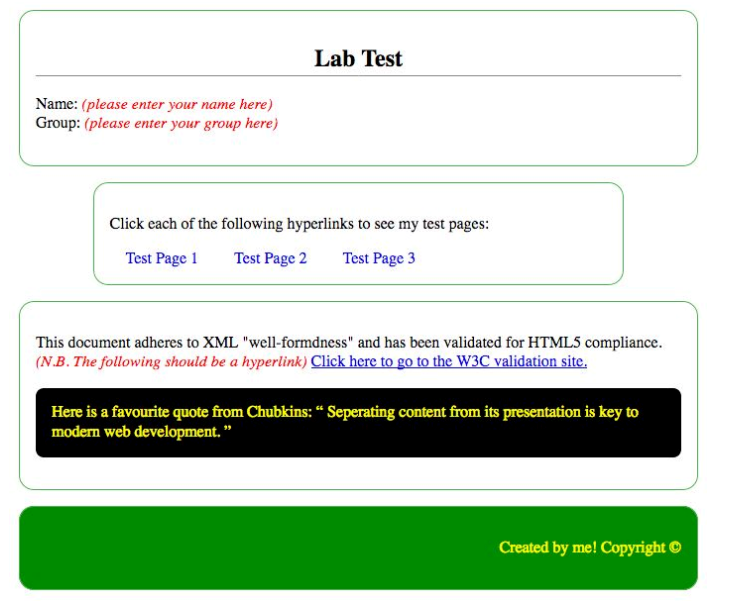 Lab Test
Name: (please enter your name here)
Group: (please enter your group here)
Click each of the following hyperlinks to see my test pages:
Test Page 1 Test Page 2 Test Page 3
This document adheres to XML "well-formdness" and has been validated for HTML5 compliance.
(N.B. The following should be a hyperlink) Click here to go to the W3C validation site.
Here is a favourite quote from Chubkins: “ Seperating content from its presentation is key to
modern web development. ”
Created by me! Copyright ©